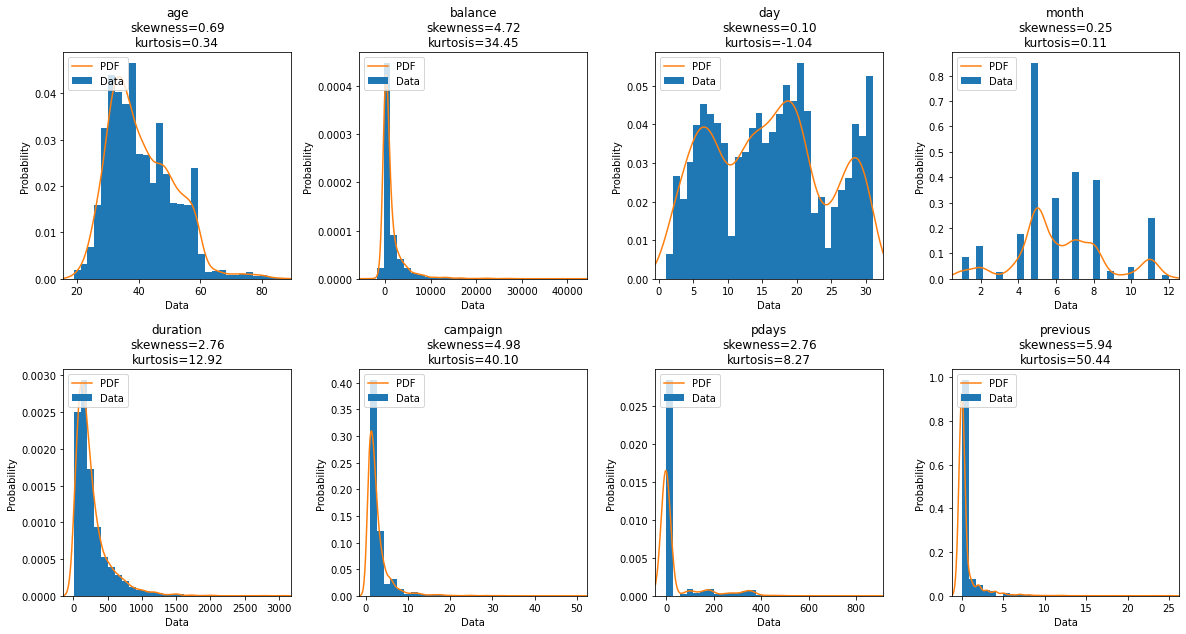 age
skewness=0.69
kurtosis=0.34
PDF
Data
Probability
0.04
0.03
0.02
0.01
0.00
20 40 60 80
Data
balance
skewness=4.72
kurtosis=34.45
PDF
Data
Probability
0.0004
0.0003
0.0002
0.0001
0.0000
0 10000 20000 30000 40000
Data
day
skewness=0.10
kurtosis=-1.04
PDF
Data
Probability
0.05
0.04
0.03
0.02
0.01
0.00
0 5 10 15 20 25 30
Data
month
skewness=0.25
kurtosis=0.11
PDF
Data
Probability
0.8
0.7
0.6
0.5
0.4
0.3
0.2
0.1
0.0
2 4 6 8 10 12
Data
duration
skewness=2.76
kurtosis=12.92
PDF
Data
Probability
0.0030
0.0025
0.0020
0.0015
0.0010
0.0005
0.0000
0 500 1000 1500 2000 2500 3000
Data
campaign
skewness=4.98
kurtosis=40.10
PDF
Data
Probability
0.40
0.35
0.30
0.25
0.20
0.15
0.10
0.05
0.00
0 10 20 30 40 50
Data
pdays
skewness=2.76
kurtosis=8.27
PDF
Data
Probability
0.025
0.020
0.015
0.010
0.005
0.000
0 200 400 600 800
Data
previous
skewness=5.94
kurtosis=50.44
PDF
Data
Probability
1.0
0.8
0.6
0.4
0.2
0.0
0 5 10 15 20 25
Data